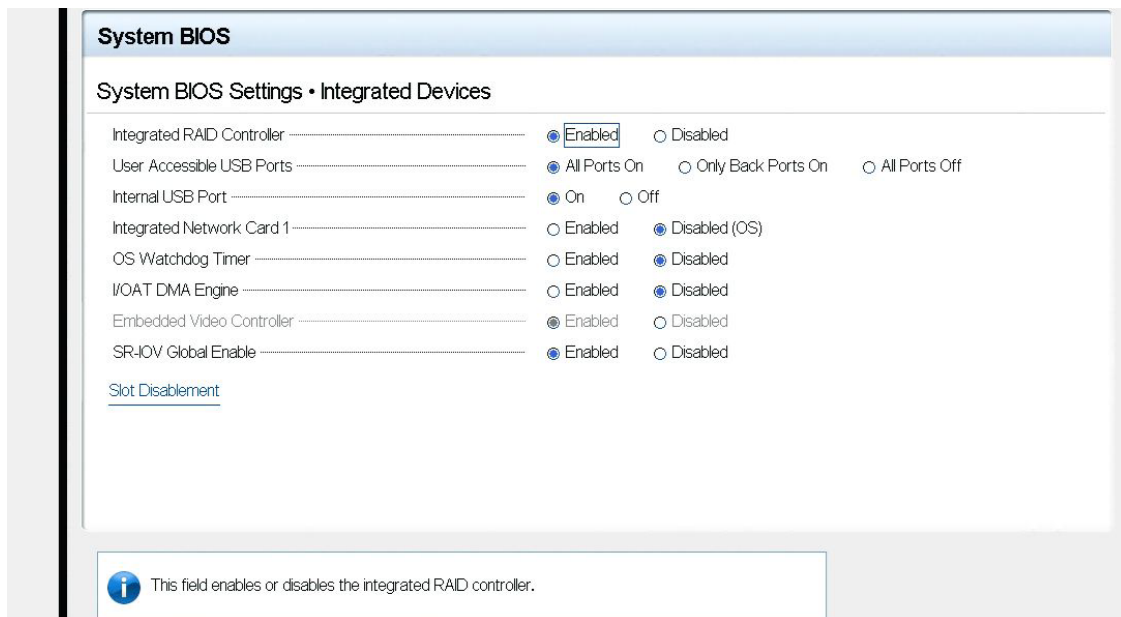 System BIOS
System BIOS Settings • Integrated Devices
Integrated RAID Controller Enabled Disabled
User Accessible USB Ports All Ports On Only Back Ports On All Ports Off
Internal USB Port On Off
Integrated Network Card 1 Enabled Disabled (OS)
OS Watchdog Timer Enabled Disabled
I/OAT DMA Engine Enabled Disabled
Embedded Video Controller Enabled Disabled
SR-IOV Global Enable Enabled Disabled
Slot Disablement
This field enables or disables the integrated RAID controller.